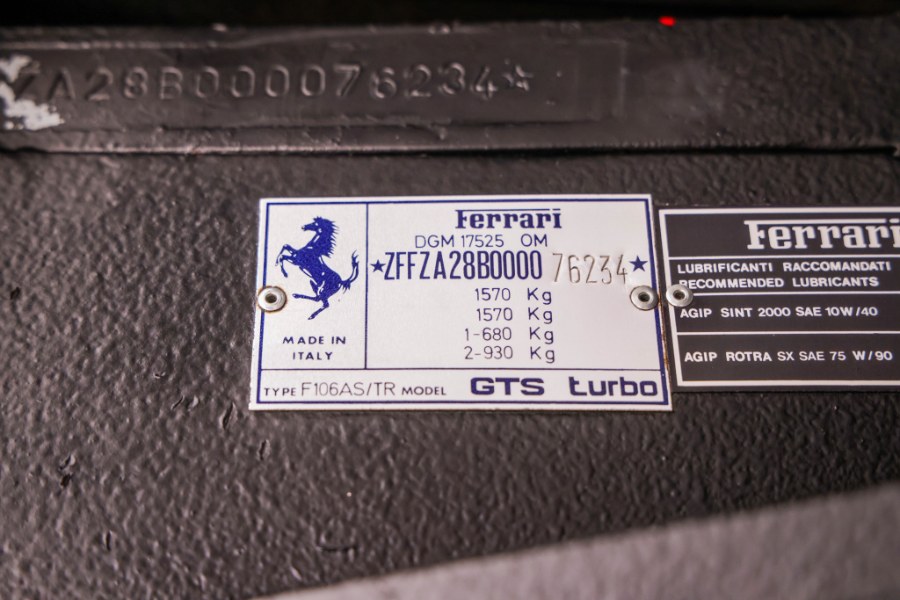 ZA28B000076234★
Ferrari
DGM 17525 OM
★ZFFZA28B0000 76234★
1570 Kg
1570 Kg
1-680 Kg
2-930 Kg
MADE IN
ITALY
TYPE F106AS/TR MODEL GTS turbo
Ferrari
LUBRIFICANTI RACCOMANDATI
RECOMMENDED LUBRICANTS
AGIP SINT 2000 SAE 10W/40
AGIP ROTRA SX SAE 75 W/90